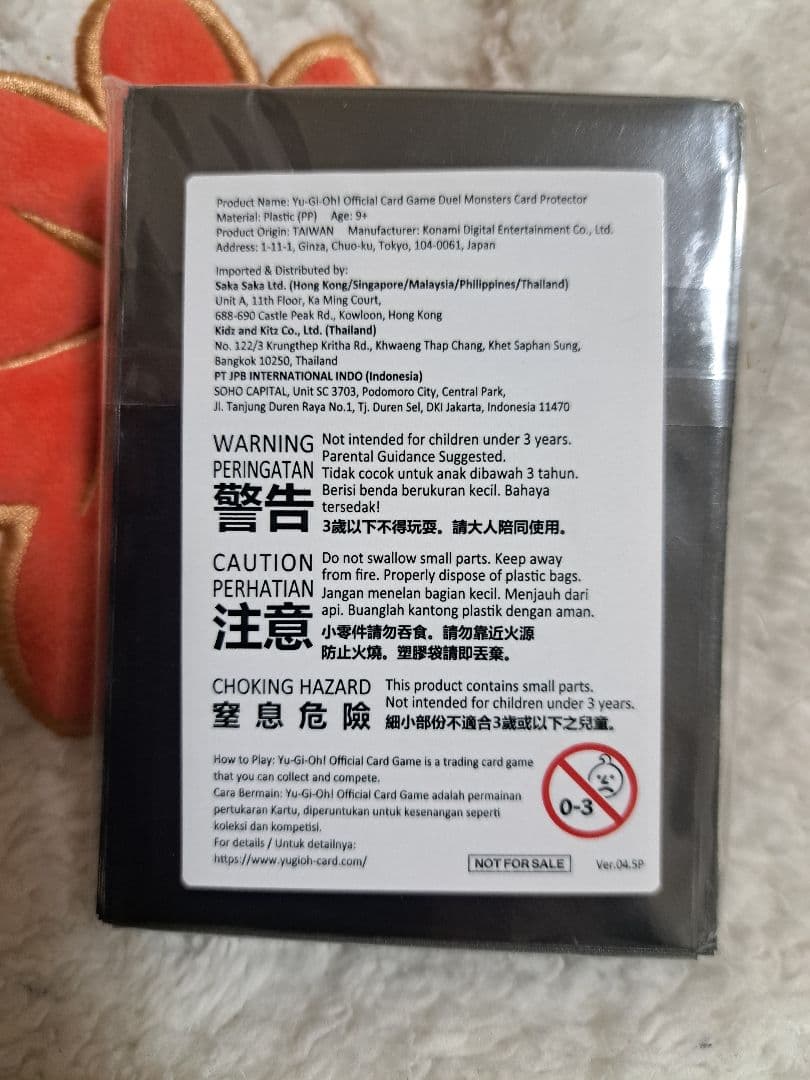 Product Name: Yu-Gi-Oh! Official Card Game Duel Monsters Card Protector
Material: Plastic (PP) Age: 9+
Product Origin: TAIWAN Manufacturer: Konami Digital Entertainment Co., Ltd.
Address: 1-11-1, Ginza, Chuo-ku, Tokyo, 104-0061, Japan
Imported & Distributed by:
Saka Saka Ltd. (Hong Kong/Singapore/Malaysia/Philippines/Thailand)
Unit A, 11th Floor, Ka Ming Court,
688-690 Castle Peak Rd., Kowloon, Hong Kong
Kidz and Kitz Co., Ltd. (Thailand)
No. 122/3 Krungthep Kritha Rd., Khwaeng Thap Chang, Khet Saphan Sung,
Bangkok 10250, Thailand
PT JPB INTERNATIONAL INDO (Indonesia)
SOHO CAPITAL, Unit SC 3703, Podomoro City, Central Park,
Jl. Tanjung Duren Raya No.1, Tj. Duren Sel, DKI Jakarta, Indonesia 11470
WARNING
PERINGATAN
警告
Not intended for children under 3 years.
Parental Guidance Suggested.
Tidak cocok untuk anak dibawah 3 tahun.
Berisi benda berukuran kecil. Bahaya
tersedak!
3歲以下不得玩耍。請大人陪同使用。
CAUTION
PERHATIAN
注意
Do not swallow small parts. Keep away
from fire. Properly dispose of plastic bags.
Jangan menelan bagian kecil. Menjauh dari
api. Buanglah kantong plastik dengan aman.
小零件請勿吞食。請勿靠近火源
防止火燒。塑膠袋請即丟棄。
CHOKING HAZARD
窒息危險
This product contains small parts.
Not intended for children under 3 years.
細小部份不適合3歲或以下之兒童。
How to Play: Yu-Gi-Oh! Official Card Game is a trading card game
that you can collect and compete.
Cara Bermain: Yu-Gi-Oh! Official Card Game adalah permainan
pertukaran Kartu, diperuntukan untuk kesenangan seperti
koleksi dan kompetisi.
For details / Untuk detailnya:
https://www.yugioh-card.com/
0-3
NOT FOR SALE
Ver.04.5P